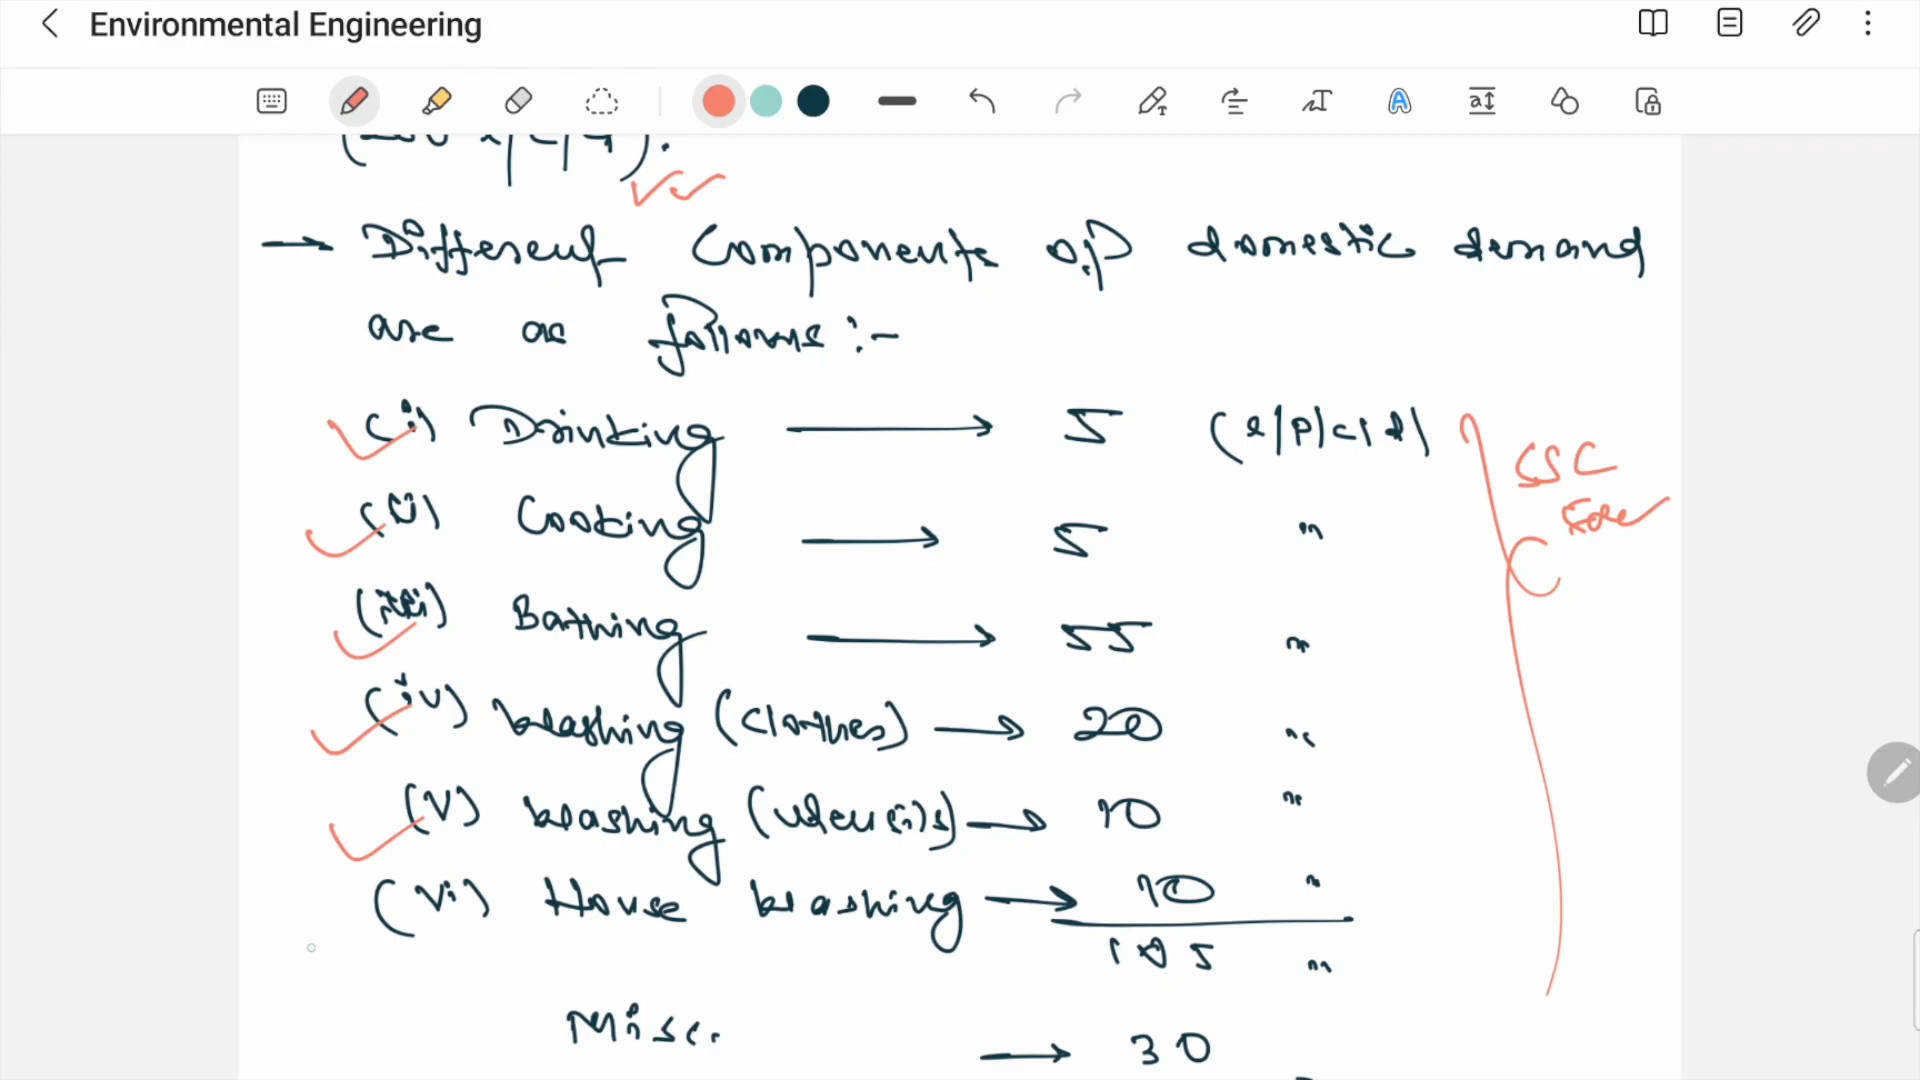 Environmental Engineering
→ Different Components of domestic demand
are as follows :-
(i) Drinking → 5 (l/p/c/d)
(ii) Cooking → 5 "
(iii) Bathing → 55 "
(iv) Washing (Clothes) → 20 "
(V) Washing (Utensils) → 10 "
(Vi) House Washing → 10 "
105 "
Misc. → 30
SSC